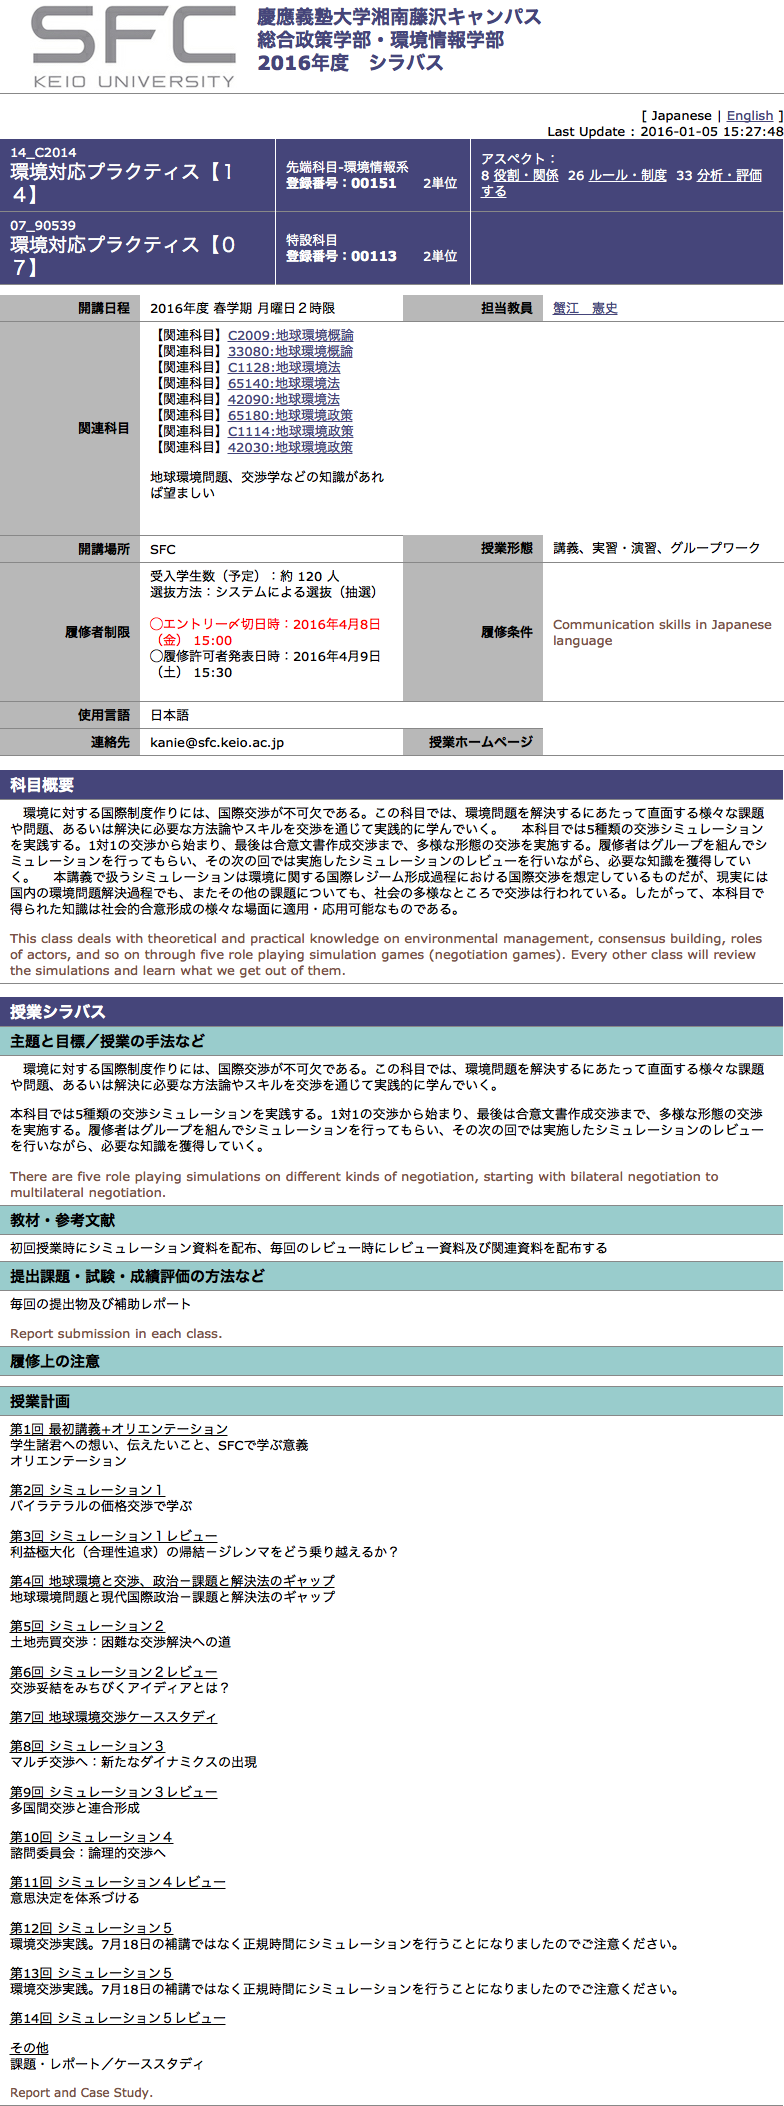 SFC
KEIO UNIVERSITY
慶應義塾大学湘南藤沢キャンパス
総合政策学部・環境情報学部
2016年度　シラバス
[ Japanese | English ]
Last Update : 2016-01-05 15:27:48
14_C2014
環境対応プラクティス【１
４】
先端科目-環境情報系
登録番号：00151　　2単位
アスペクト：
8 役割・関係　26 ルール・制度　33 分析・評価
する
07_90539
環境対応プラクティス【０
７】
特設科目
登録番号：00113　　2単位
開講日程
2016年度 春学期 月曜日２時限
担当教員
蟹江　憲史
関連科目
【関連科目】C2009:地球環境概論
【関連科目】33080:地球環境概論
【関連科目】C1128:地球環境法
【関連科目】65140:地球環境法
【関連科目】42090:地球環境法
【関連科目】65180:地球環境政策
【関連科目】C1114:地球環境政策
【関連科目】42030:地球環境政策
地球環境問題、交渉学などの知識があれ
ば望ましい
開講場所
SFC
授業形態
講義、実習・演習、グループワーク
履修者制限
受入学生数（予定）：約 120 人
選抜方法：システムによる選抜（抽選）
◯エントリー〆切日時：2016年4月8日
（金） 15:00
◯履修許可者発表日時：2016年4月9日
（土） 15:30
履修条件
Communication skills in Japanese
language
使用言語
日本語
連絡先
kanie@sfc.keio.ac.jp
授業ホームページ
科目概要
　環境に対する国際制度作りには、国際交渉が不可欠である。この科目では、環境問題を解決するにあたって直面する様々な課題
や問題、あるいは解決に必要な方法論やスキルを交渉を通じて実践的に学んでいく。　本科目では5種類の交渉シミュレーション
を実践する。1対1の交渉から始まり、最後は合意文書作成交渉まで、多様な形態の交渉を実施する。履修者はグループを組んでシ
ミュレーションを行ってもらい、その次の回では実施したシミュレーションのレビューを行いながら、必要な知識を獲得してい
く。　本講義で扱うシミュレーションは環境に関する国際レジーム形成過程における国際交渉を想定しているものだが、現実には
国内の環境問題解決過程でも、またその他の課題についても、社会の多様なところで交渉は行われている。したがって、本科目で
得られた知識は社会的合意形成の様々な場面に適用・応用可能なものである。
This class deals with theoretical and practical knowledge on environmental management, consensus building, roles
of actors, and so on through five role playing simulation games (negotiation games). Every other class will review
the simulations and learn what we get out of them.
授業シラバス
主題と目標／授業の手法など
　環境に対する国際制度作りには、国際交渉が不可欠である。この科目では、環境問題を解決するにあたって直面する様々な課題
や問題、あるいは解決に必要な方法論やスキルを交渉を通じて実践的に学んでいく。
本科目では5種類の交渉シミュレーションを実践する。1対1の交渉から始まり、最後は合意文書作成交渉まで、多様な形態の交渉
を実施する。履修者はグループを組んでシミュレーションを行ってもらい、その次の回では実施したシミュレーションのレビュー
を行いながら、必要な知識を獲得していく。
There are five role playing simulations on different kinds of negotiation, starting with bilateral negotiation to
multilateral negotiation.
教材・参考文献
初回授業時にシミュレーション資料を配布、毎回のレビュー時にレビュー資料及び関連資料を配布する
提出課題・試験・成績評価の方法など
毎回の提出物及び補助レポート
Report submission in each class.
履修上の注意
授業計画
第1回 最初講義+オリエンテーション
学生諸君への想い、伝えたいこと、SFCで学ぶ意義
オリエンテーション
第2回 シミュレーション１
バイラテラルの価格交渉で学ぶ
第3回 シミュレーション１レビュー
利益極大化（合理性追求）の帰結－ジレンマをどう乗り越えるか？
第4回 地球環境と交渉、政治－課題と解決法のギャップ
地球環境問題と現代国際政治－課題と解決法のギャップ
第5回 シミュレーション２
土地売買交渉：困難な交渉解決への道
第6回 シミュレーション２レビュー
交渉妥結をみちびくアイディアとは？
第7回 地球環境交渉ケーススタディ
第8回 シミュレーション３
マルチ交渉へ：新たなダイナミクスの出現
第9回 シミュレーション３レビュー
多国間交渉と連合形成
第10回 シミュレーション４
諮問委員会：論理的交渉へ
第11回 シミュレーション４レビュー
意思決定を体系づける
第12回 シミュレーション５
環境交渉実践。7月18日の補講ではなく正規時間にシミュレーションを行うことになりましたのでご注意ください。
第13回 シミュレーション５
環境交渉実践。7月18日の補講ではなく正規時間にシミュレーションを行うことになりましたのでご注意ください。
第14回 シミュレーション５レビュー
その他
課題・レポート／ケーススタディ
Report and Case Study.